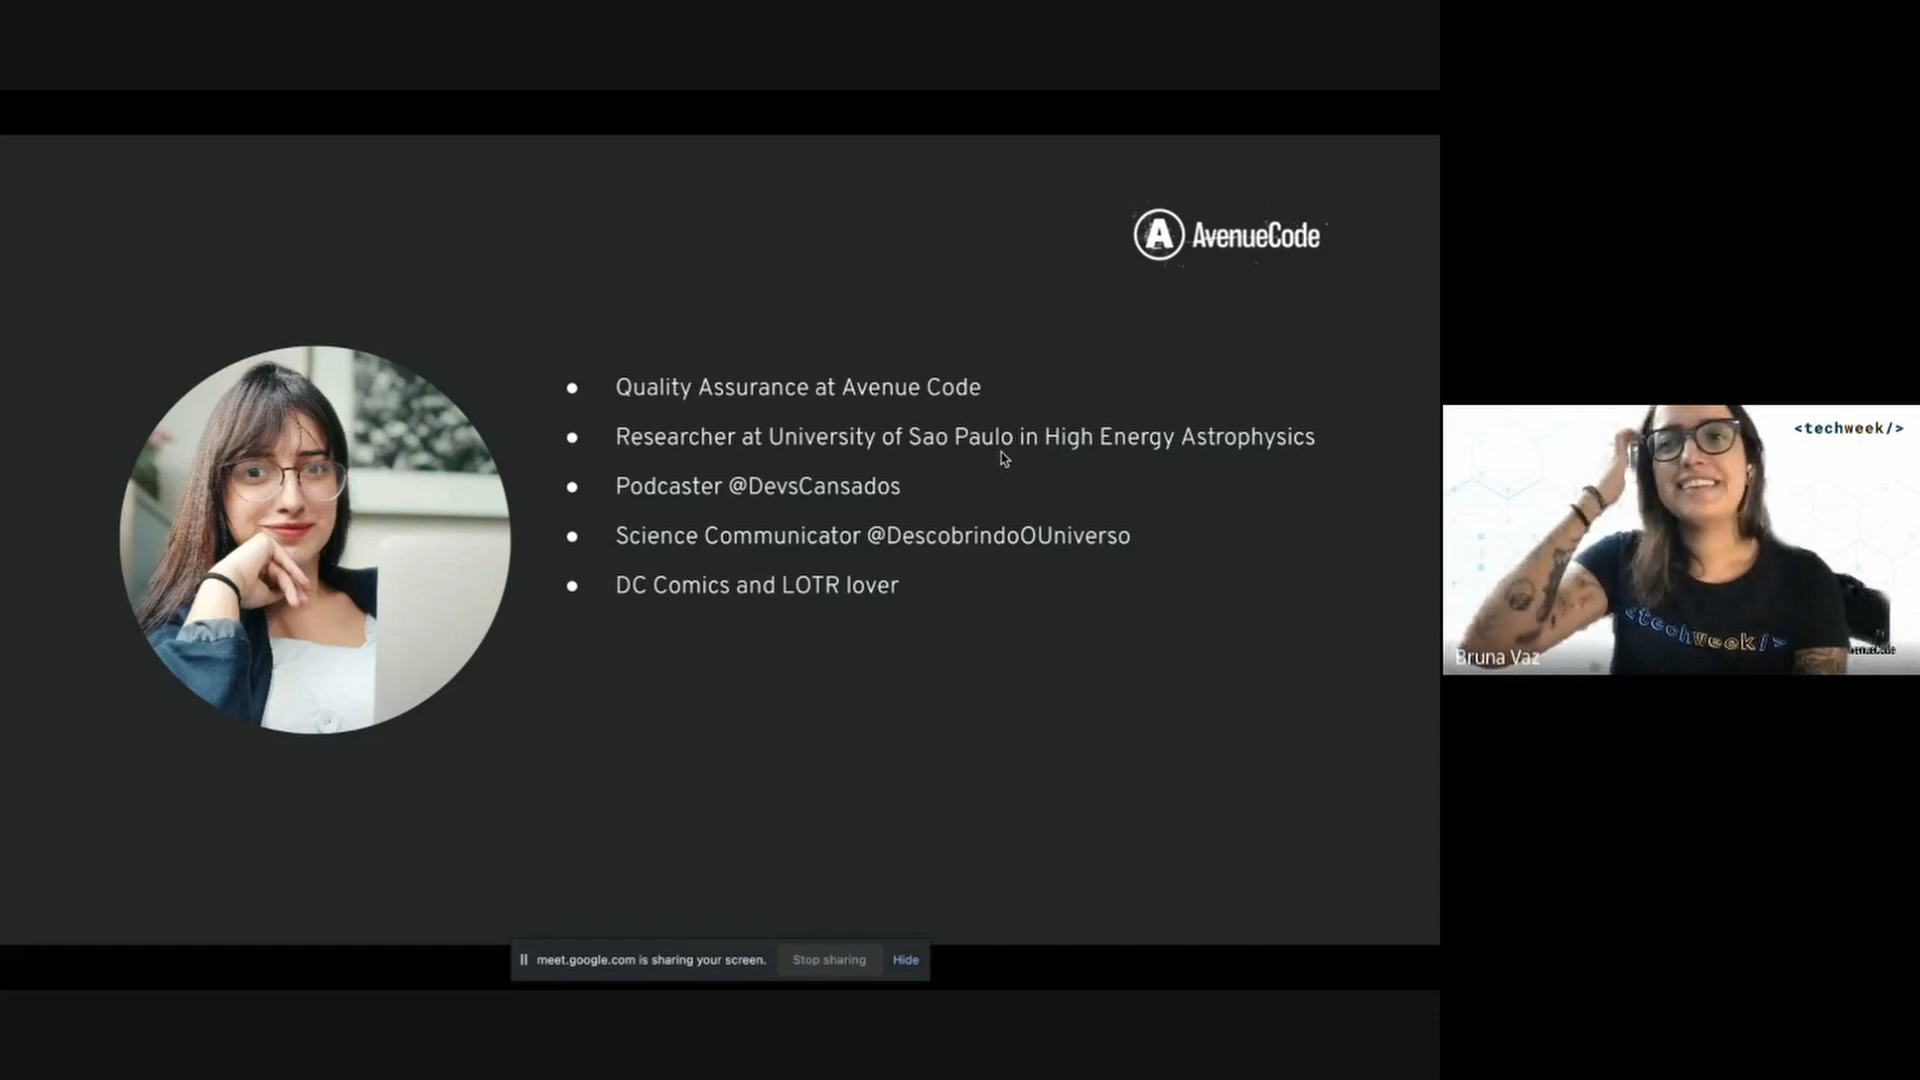 A AvenueCode
Quality Assurance at Avenue Code
Researcher at University of Sao Paulo in High Energy Astrophysics
Podcaster @DevsCansados
Science Communicator @DescobrindoOUniverso
DC Comics and LOTR lover
<techweek/>
<techweek/>
Bruna Vaz
AvenueCode
meet.google.com is sharing your screen.
Stop sharing
Hide